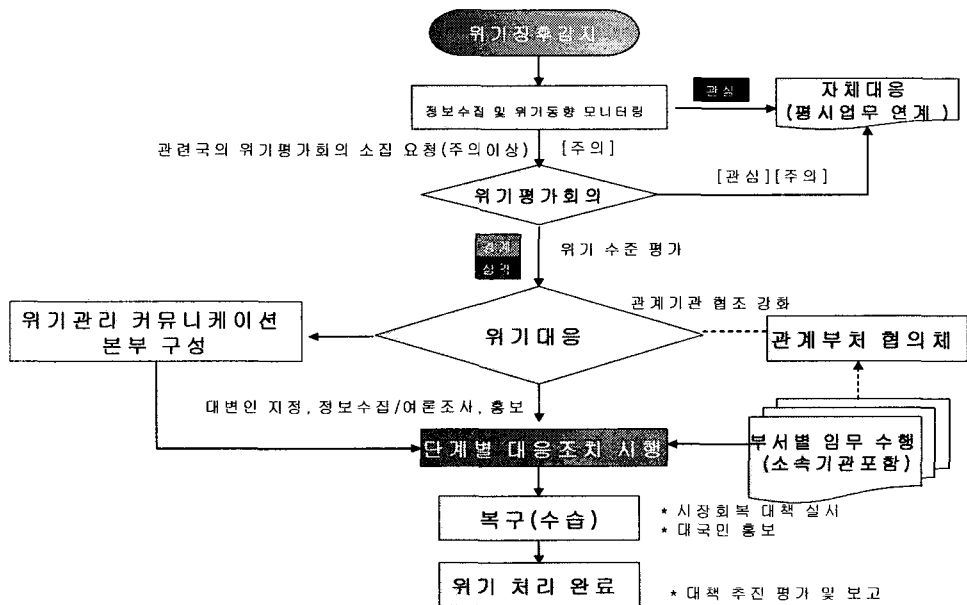 위기징후감지
정보수집 및 위기동향 모니터링
관심
자체대응
(평시업무 연계)
관련국의 위기평가회의 소집 요청(주의이상)
[주의]
위기평가회의
[관심][주의]
경계
심각
위기 수준 평가
관계기관 협조 강화
위기관리 커뮤니케이션
본부 구성
위기대응
관계부처 협의체
대변인 지정, 정보수집/여론조사, 홍보
단계별 대응조치 시행
부서별 임무 수행
(소속기관포함)
복구(수습)
* 시장회복 대책 실시
* 대국민 홍보
위기 처리 완료
* 대책 추진 평가 및 보고